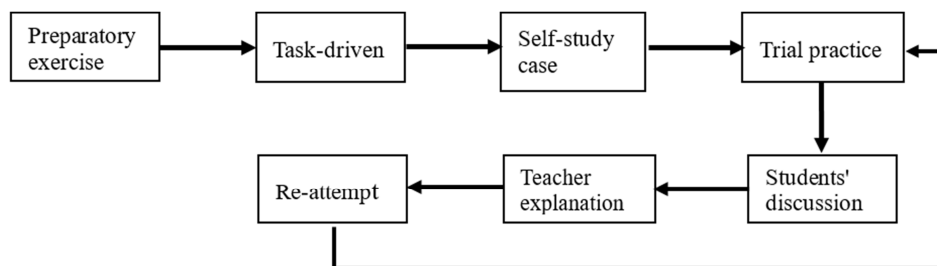 Preparatory
exercise
Task-driven
Self-study
case
Trial practice
Students'
discussion
Teacher
explanation
Re-attempt